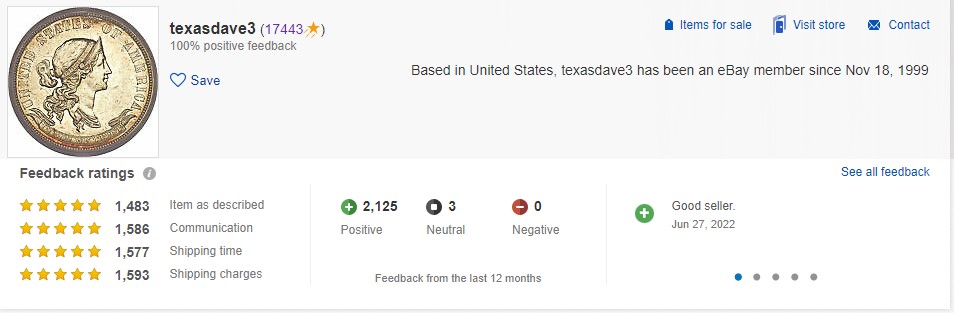 UNITED STATES OF AMERICA
texasdave3 (17443)
100% positive feedback
Save
Items for sale
Visit store
Contact
Based in United States, texasdave3 has been an eBay member since Nov 18, 1999
Feedback ratings i
See all feedback
1,483 Item as described
1,586 Communication
1,577 Shipping time
1,593 Shipping charges
2,125 Positive
3 Neutral
0 Negative
Feedback from the last 12 months
Good seller.
Jun 27, 2022